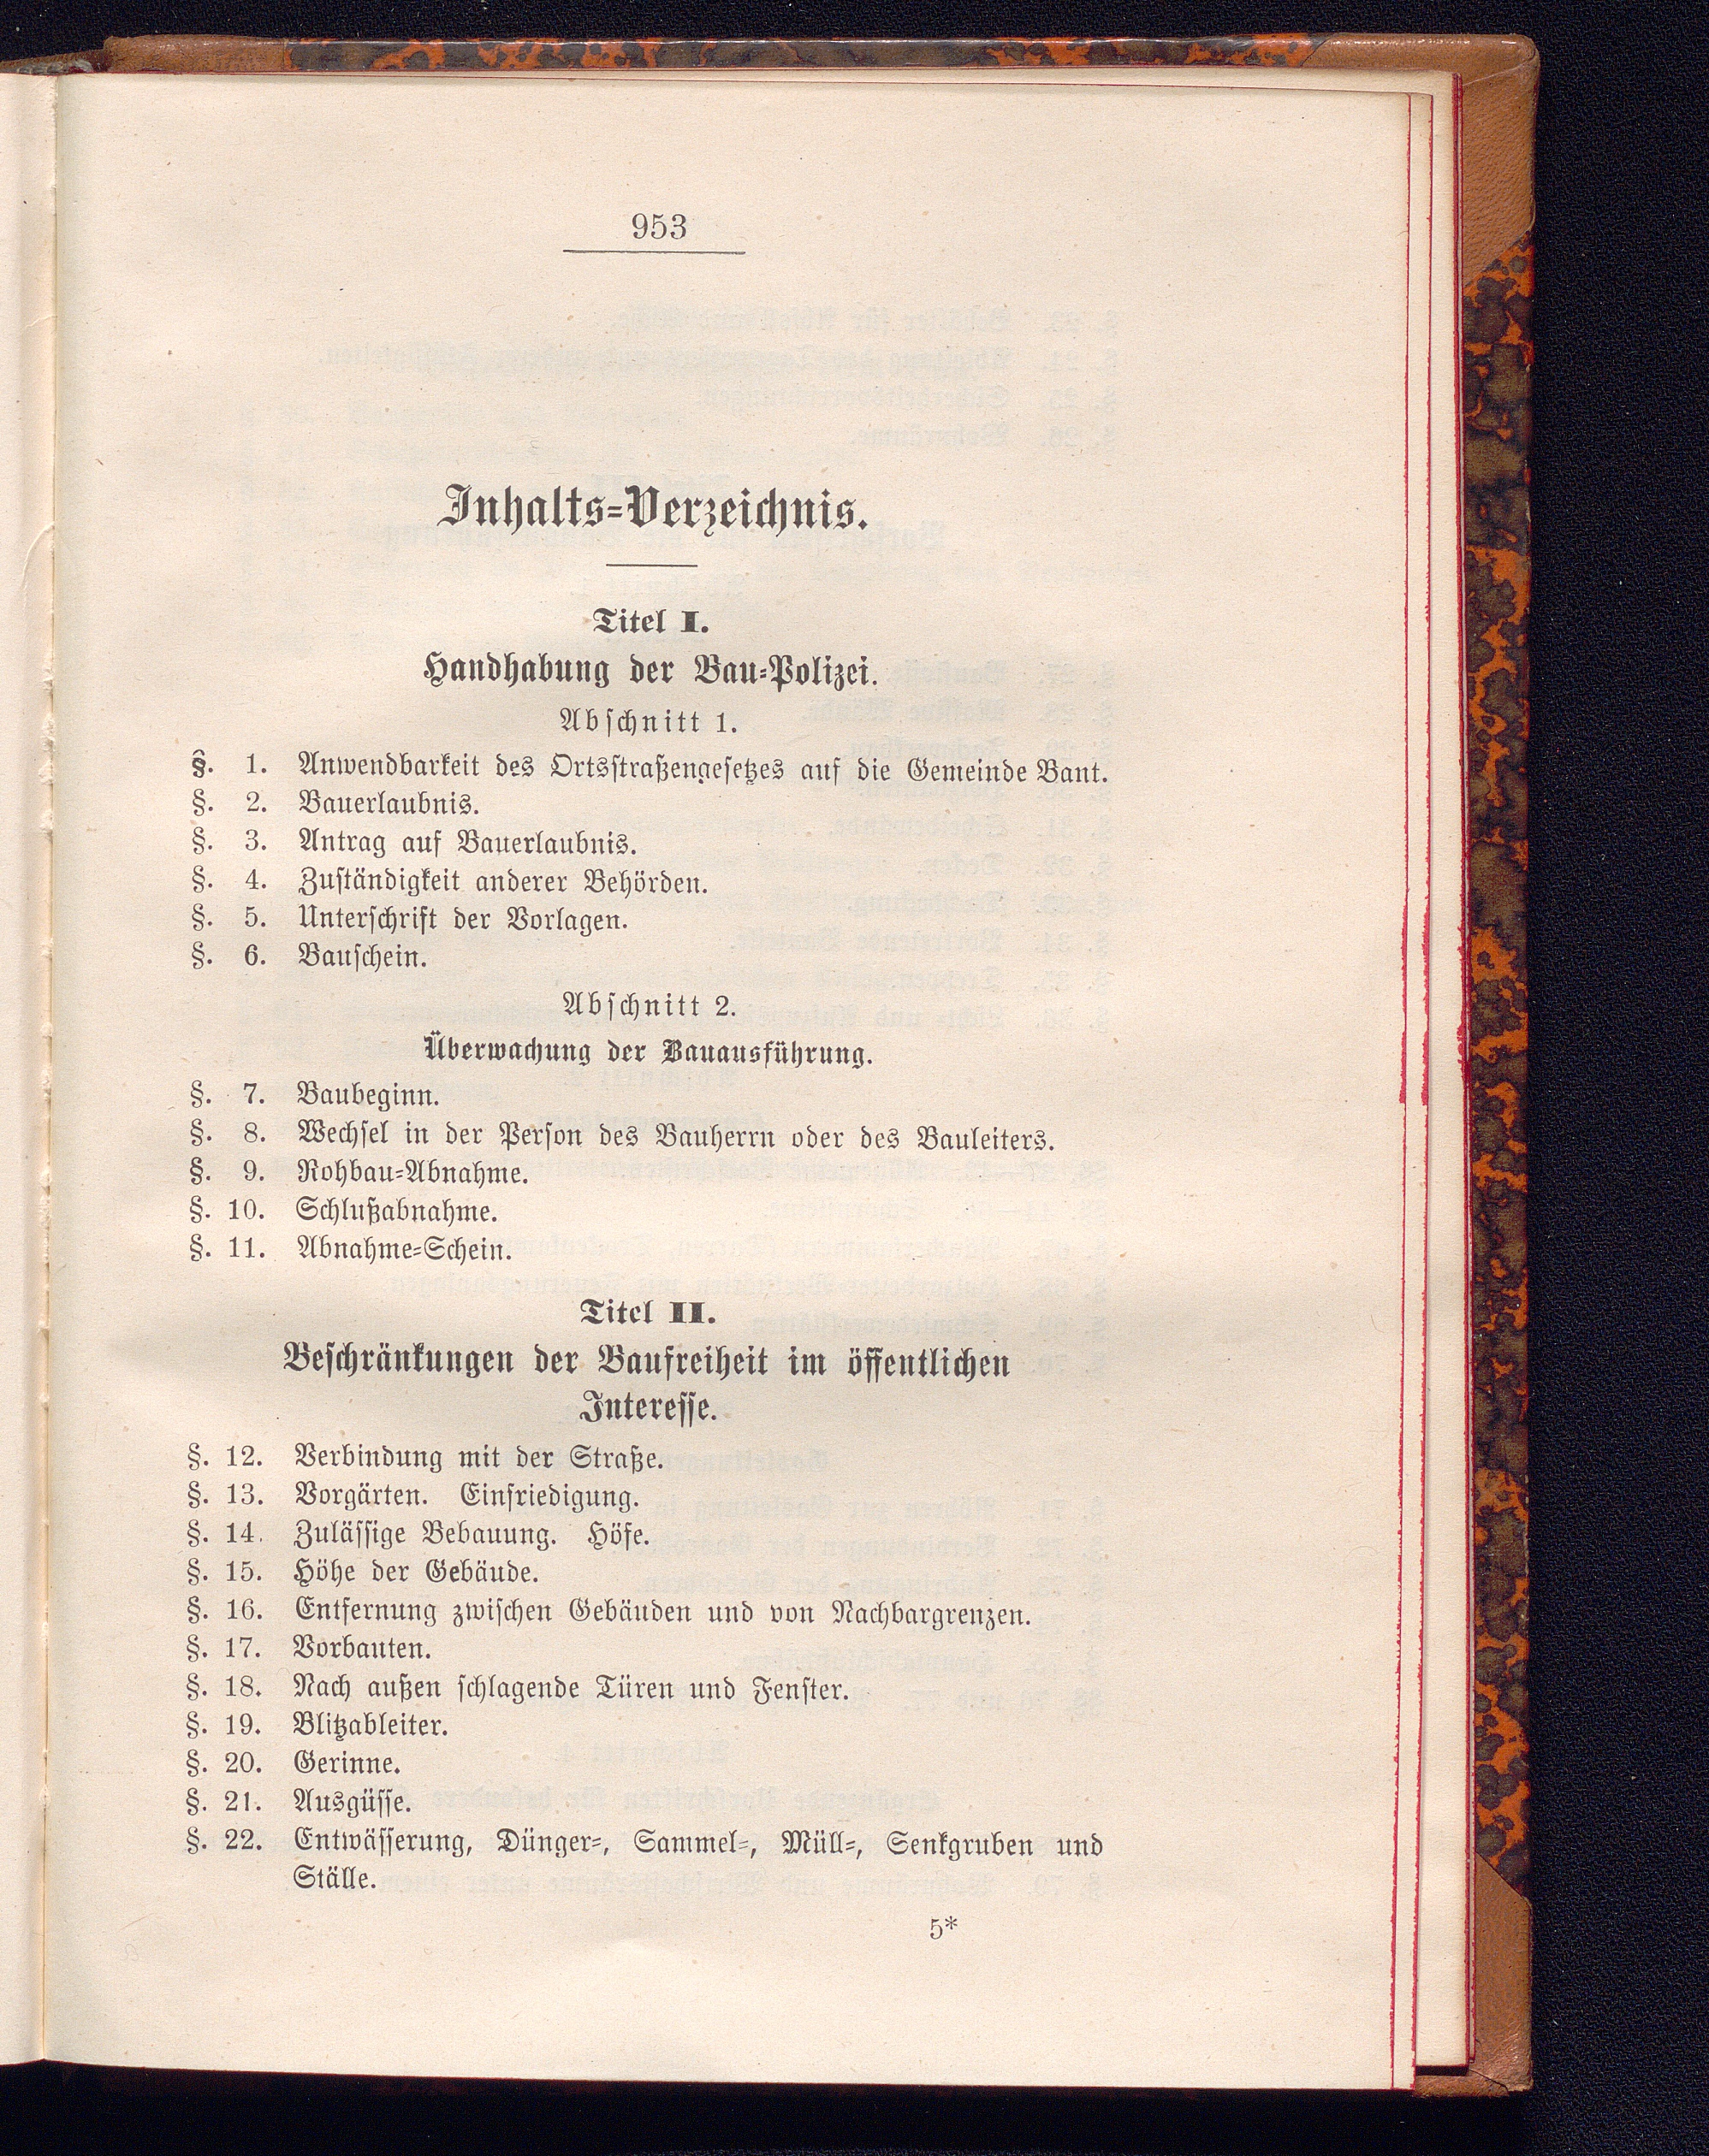 953
Inhalts-Verzeichnis.
Titel I.
Handhabung der Bau-Polizei.
Abschnitt 1.
§. 1. Anwendbarkeit des Ortsstraßengesetzes auf die Gemeinde Bant.
§. 2. Bauerlaubnis.
§. 3. Antrag auf Bauerlaubnis.
§. 4. Zuständigkeit anderer Behörden.
§. 5. Unterschrift der Vorlagen.
§. 6. Bauschein.
Abschnitt 2.
Überwachung der Bauausführung.
§. 7. Baubeginn.
§. 8. Wechsel in der Person des Bauherrn oder des Bauleiters.
§. 9. Rohbau-Abnahme.
§. 10. Schlußabnahme.
§. 11. Abnahme-Schein.
Titel II.
Beschränkungen der Baufreiheit im öffentlichen
Interesse.
§. 12. Verbindung mit der Straße.
§. 13. Vorgärten. Einfriedigung.
§. 14. Zulässige Bebauung. Höfe.
§. 15. Höhe der Gebäude.
§. 16. Entfernung zwischen Gebäuden und von Nachbargrenzen.
§. 17. Vorbauten.
§. 18. Nach außen schlagende Türen und Fenster.
§. 19. Blitzableiter.
§. 20. Gerinne.
§. 21. Ausgüsse.
§. 22. Entwässerung, Dünger-, Sammel-, Müll-, Senkgruben und
Ställe.
5*